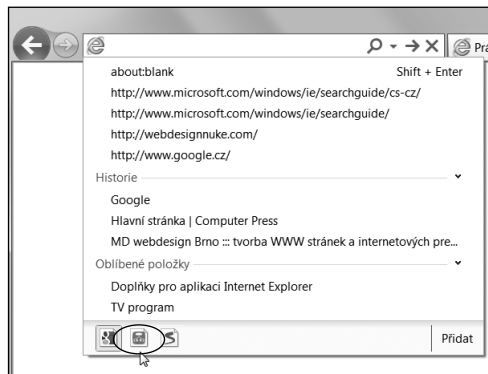 Prá
about:blank Shift + Enter
http://www.microsoft.com/windows/ie/searchguide/cs-cz/
http://www.microsoft.com/windows/ie/searchguide/
http://webdesignnuke.com/
http://www.google.cz/
Historie
Google
Hlavní stránka | Computer Press
MD webdesign Brno ::: tvorba WWW stránek a internetových pre...
Oblíbené položky
Doplňky pro aplikaci Internet Explorer
TV program
Přidat